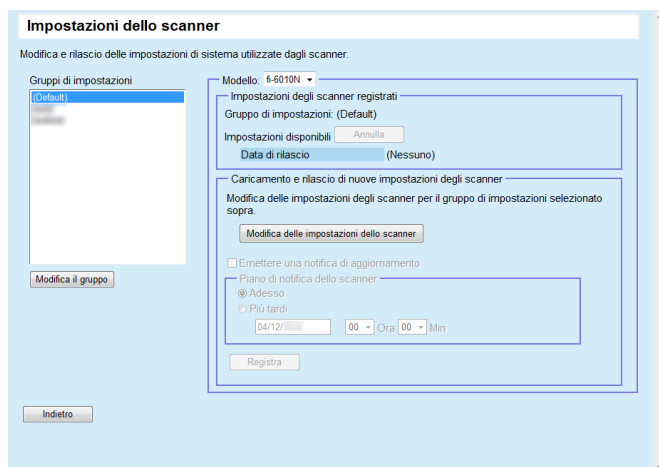 Impostazioni dello scanner
Modifica e rilascio delle impostazioni di sistema utilizzate dagli scanner.
Gruppi di impostazioni
(Default)
Modifica il gruppo
Modello: fi-6010N
Impostazioni degli scanner registrati
Gruppo di impostazioni: (Default)
Impostazioni disponibili Annulla
Data di rilascio (Nessuno)
Caricamento e rilascio di nuove impostazioni degli scanner
Modifica delle impostazioni degli scanner per il gruppo di impostazioni selezionato
sopra.
Modifica delle impostazioni dello scanner
Emettere una notifica di aggiornamento
Piano di notifica dello scanner
Adesso
Più tardi
04/12/ 00 Ora 00 Min
Registra
Indietro